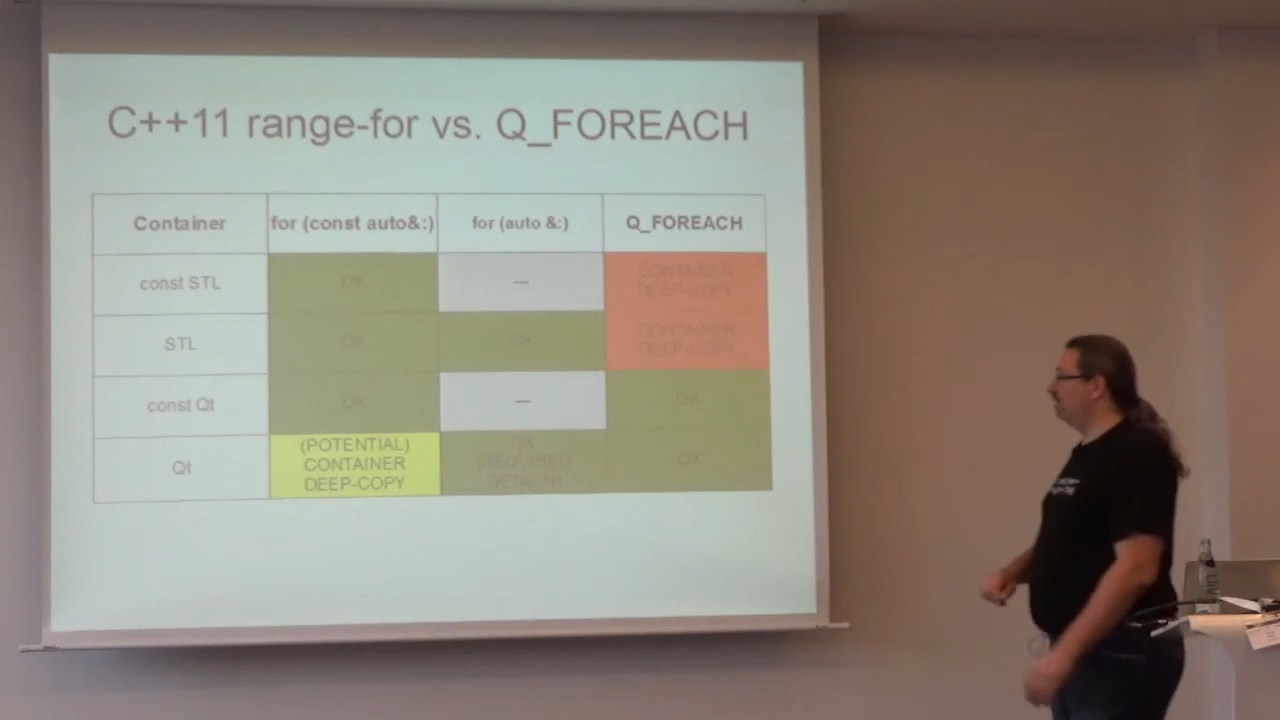 C++11 range-for vs. Q_FOREACH
Container for (const auto&:) for (auto &:) Q_FOREACH
const STL OK — CONTAINER
DEEP-COPY
STL OK OK CONTAINER
DEEP-COPY
const Qt OK — OK
Qt (POTENTIAL)
CONTAINER
DEEP-COPY
OK
(REQUIRED
DETACH)
OK